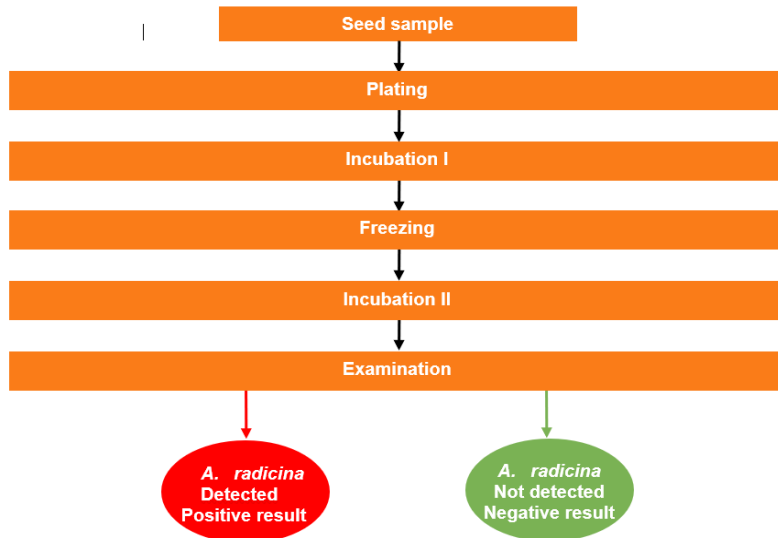 Seed sample
Plating
Incubation I
Freezing
Incubation II
Examination
A. radicina
Detected
Positive result
A. radicina
Not detected
Negative result